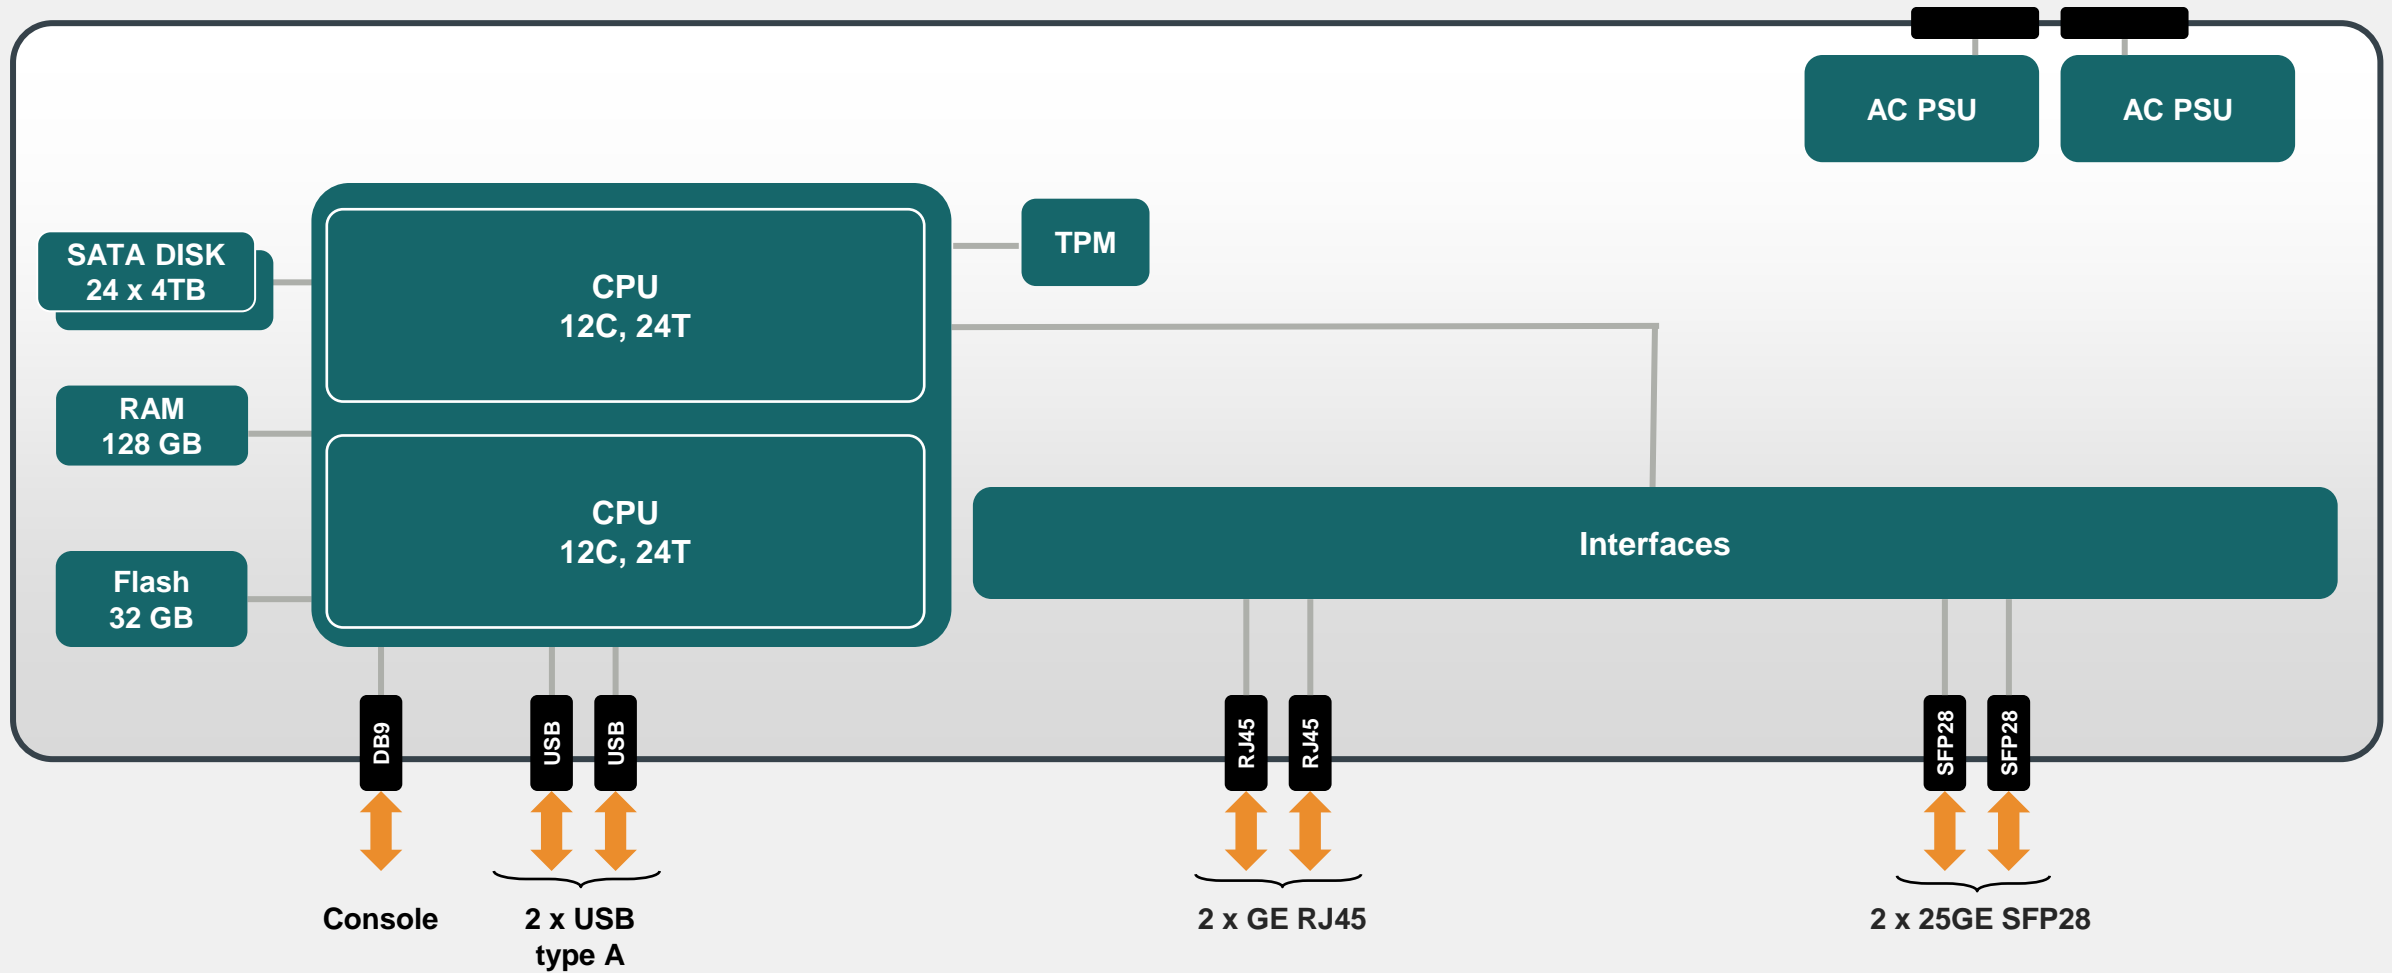 AC PSU
AC PSU
SATA DISK
24 x 4TB
CPU
12C, 24T
TPM
RAM
128 GB
CPU
12C, 24T
Interfaces
Flash
32 GB
DB9
USB
USB
RJ45
RJ45
SFP28
SFP28
Console
2 x USB
type A
2 x GE RJ45
2 x 25GE SFP28